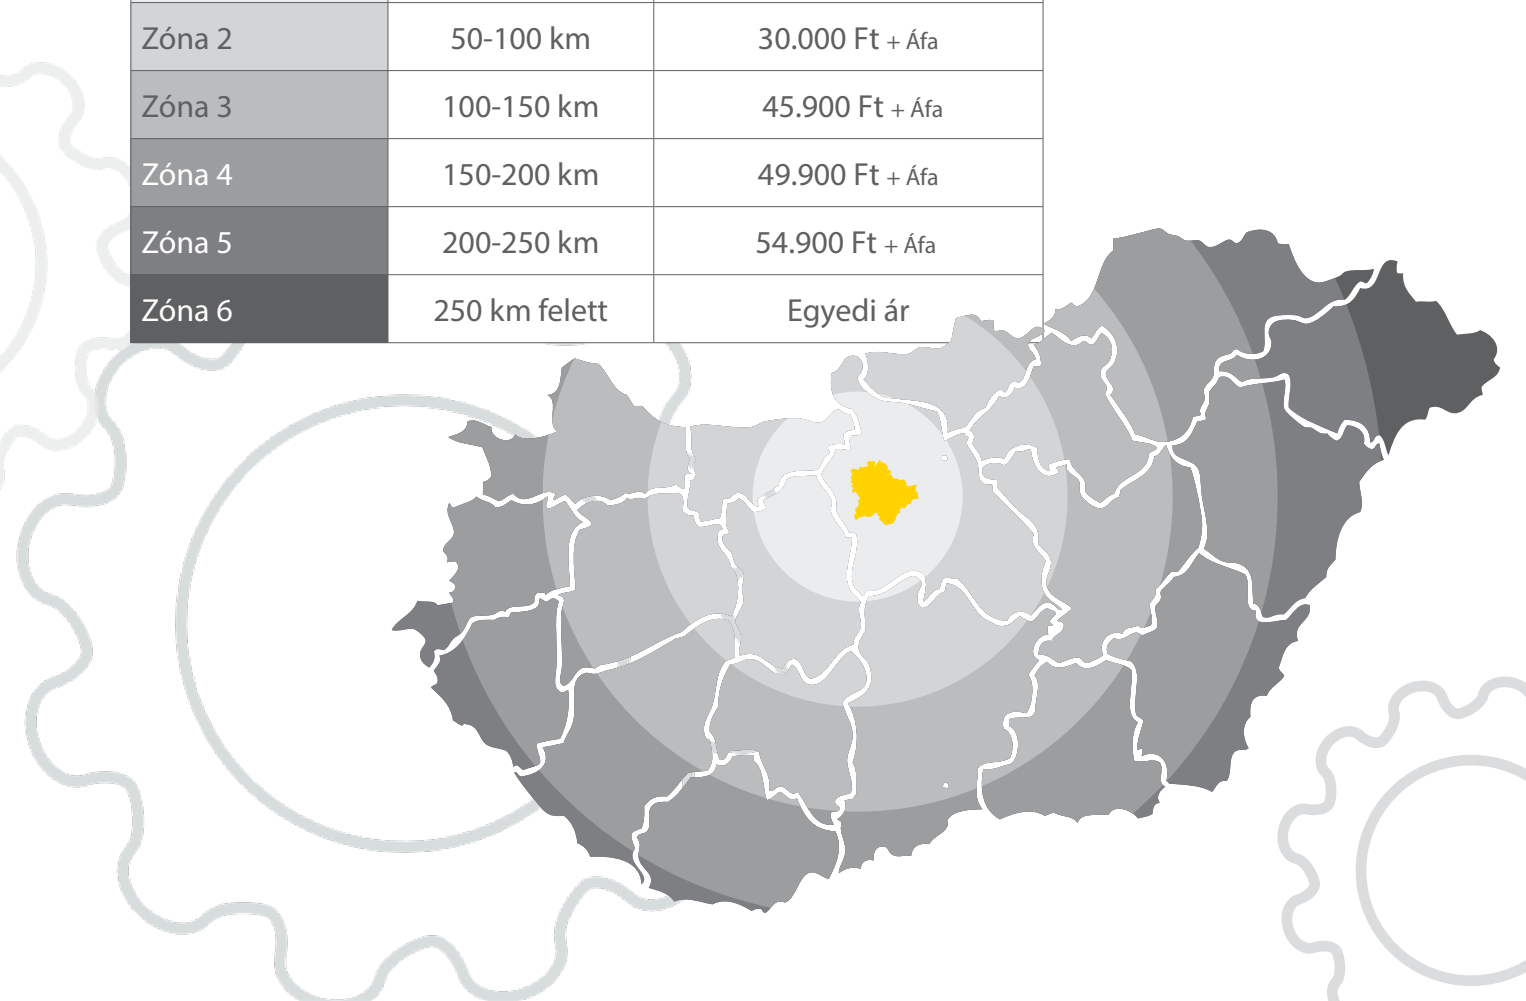 Zóna 2 50-100 km 30.000 Ft + Áfa
Zóna 3 100-150 km 45.900 Ft + Áfa
Zóna 4 150-200 km 49.900 Ft + Áfa
Zóna 5 200-250 km 54.900 Ft + Áfa
Zóna 6 250 km felett Egyedi ár